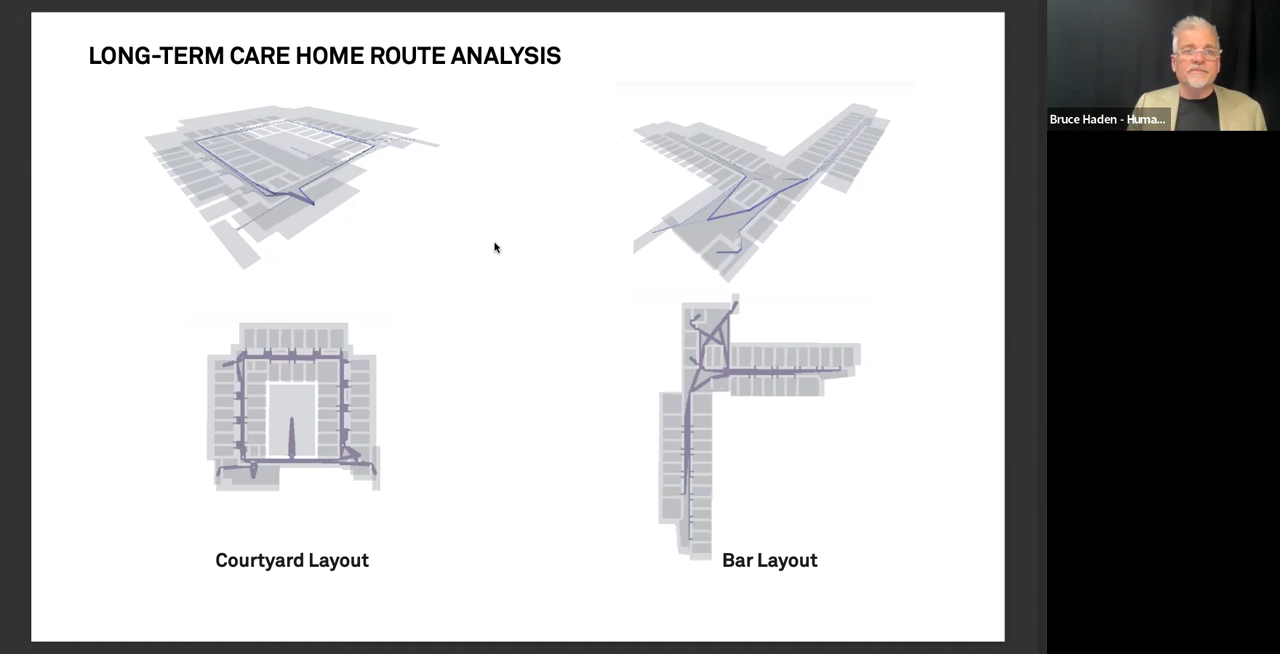 LONG-TERM CARE HOME ROUTE ANALYSIS
Bruce Haden - Huma...
Courtyard Layout
Bar Layout